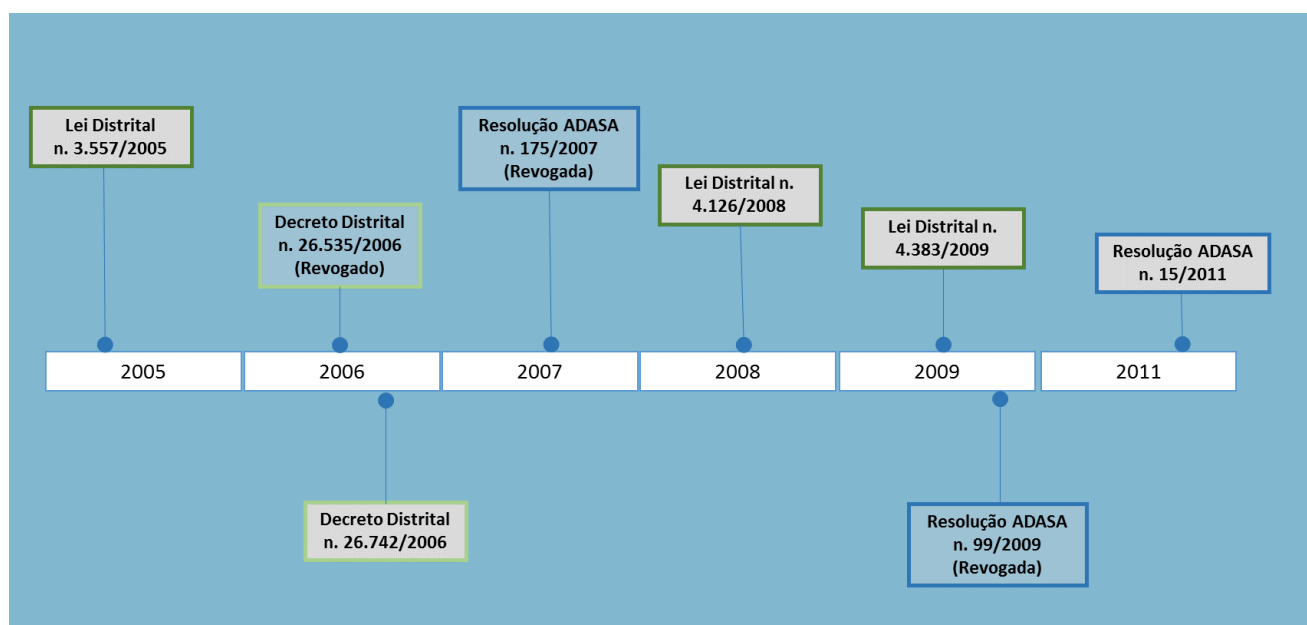 Lei Distrital
n. 3.557/2005
Resolução ADASA
n. 175/2007
(Revogada)
Lei Distrital n.
4.126/2008
Decreto Distrital
n. 26.535/2006
(Revogado)
Lei Distrital n.
4.383/2009
Resolução ADASA
n. 15/2011
2005
2006
2007
2008
2009
2011
Decreto Distrital
n. 26.742/2006
Resolução ADASA
n. 99/2009
(Revogada)